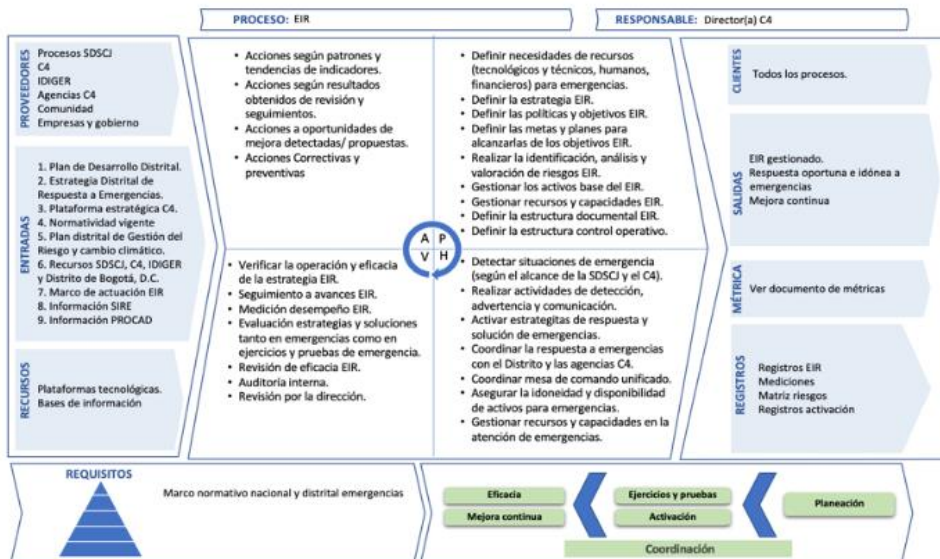 PROCESO: EIR
RESPONSABLE: Director(a) C4
PROVEEDORES
Procesos SDSCJ
C4
IDIGER
Agencias C4
Comunidad
Empresas y gobierno
ENTRADAS
1. Plan de Desarrollo Distrital.
2. Estrategia Distrital de
Respuesta a Emergencias.
3. Plataforma estratégica C4.
4. Normatividad vigente
5. Plan distrital de Gestión del
Riesgo y cambio climático.
6. Recursos SDSCJ, C4, IDIGER y
Distrito de Bogotá, D.C.
7. Marco de actuación EIR
8. Información SIRE
9. Información PROCAD
RECURSOS
Plataformas tecnológicas.
Bases de información
• Acciones según patrones y
tendencias de indicadores.
• Acciones según resultados
obtenidos de revisión y
seguimientos.
• Acciones a oportunidades de
mejora detectadas/ propuestas.
• Acciones Correctivas y
preventivas
• Definir necesidades de recursos
(tecnológicos y técnicos, humanos,
financieros) para emergencias.
• Definir la estrategia EIR.
• Definir las políticas y objetivos EIR.
• Definir las metas y planes para
alcanzarlas de los objetivos EIR.
• Realizar la identificación, análisis y
valoración de riesgos EIR.
• Gestionar los activos base del EIR.
• Gestionar recursos y capacidades EIR.
• Definir la estructura documental EIR.
• Definir la estructura control operativo.
A P
V H
• Verificar la operación y eficacia
de la estrategia EIR.
• Seguimiento a avances EIR.
• Medición desempeño EIR.
• Evaluación estrategias y soluciones
tanto en emergencias como en
ejercicios y pruebas de emergencia.
• Revisión de eficacia EIR.
• Auditoría interna.
• Revisión por la dirección.
• Detectar situaciones de emergencia
(según el alcance de la SDSCJ y el C4).
• Realizar actividades de detección,
advertencia y comunicación.
• Activar estrategitas de respuesta y
solución de emergencias.
• Coordinar la respuesta a emergencias
con el Distrito y las agencias C4.
• Coordinar mesa de comando unificado.
• Asegurar la idoneidad y disponibilidad
de activos para emergencias.
• Gestionar recursos y capacidades en la
atención de emergencias.
CLIENTES
Todos los procesos.
SALIDAS
EIR gestionado.
Respuesta oportuna e idónea a
emergencias
Mejora continua
MÉTRICA
Ver documento de métricas
REGISTROS
Registros EIR
Mediciones
Matriz riesgos
Registros activación
REQUISITOS
Marco normativo nacional y distrital emergencias
Eficacia
Mejora continua
Ejercicios y pruebas
Activación
Planeación
Coordinación